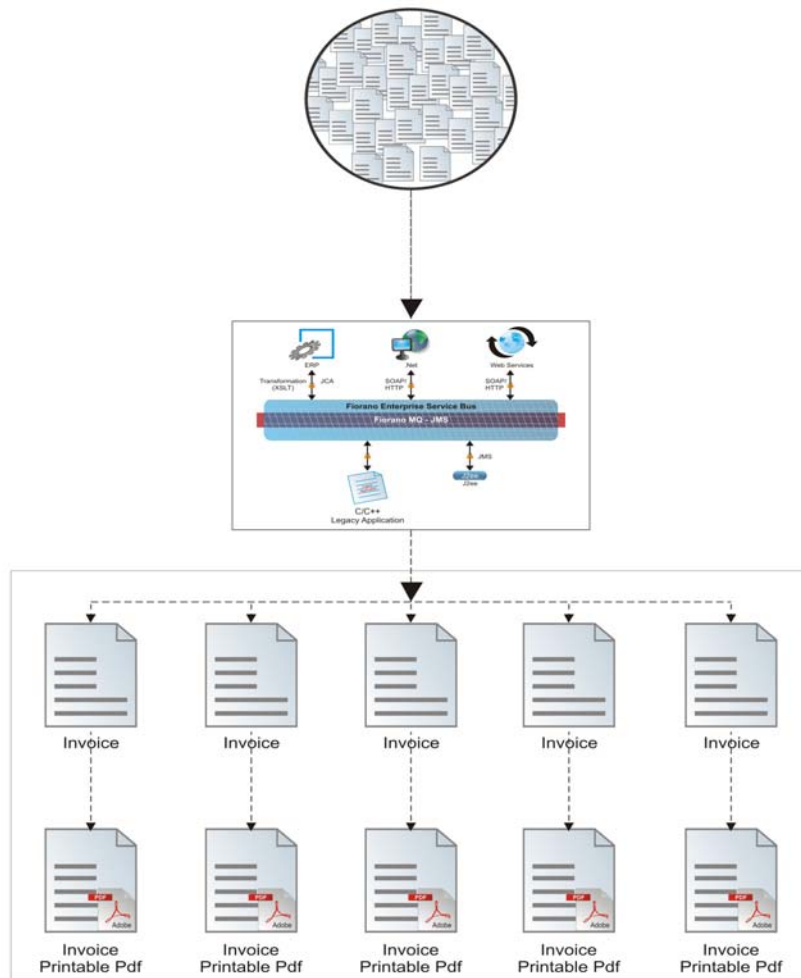 ERP
.Net
Web Services
Transformation
(XSLT)
JCA
SOAP/
HTTP
SOAP/
HTTP
Fiorano Enterprise Service Bus
Fiorano MQ - JMS
JMS
J2ee
C/C++
Legacy Application
Invoice
Invoice
Invoice
Invoice
Invoice
PDF
Adobe
PDF
Adobe
PDF
Adobe
PDF
Adobe
PDF
Adobe
Invoice
Printable Pdf
Invoice
Printable Pdf
Invoice
Printable Pdf
Invoice
Printable Pdf
Invoice
Printable Pdf